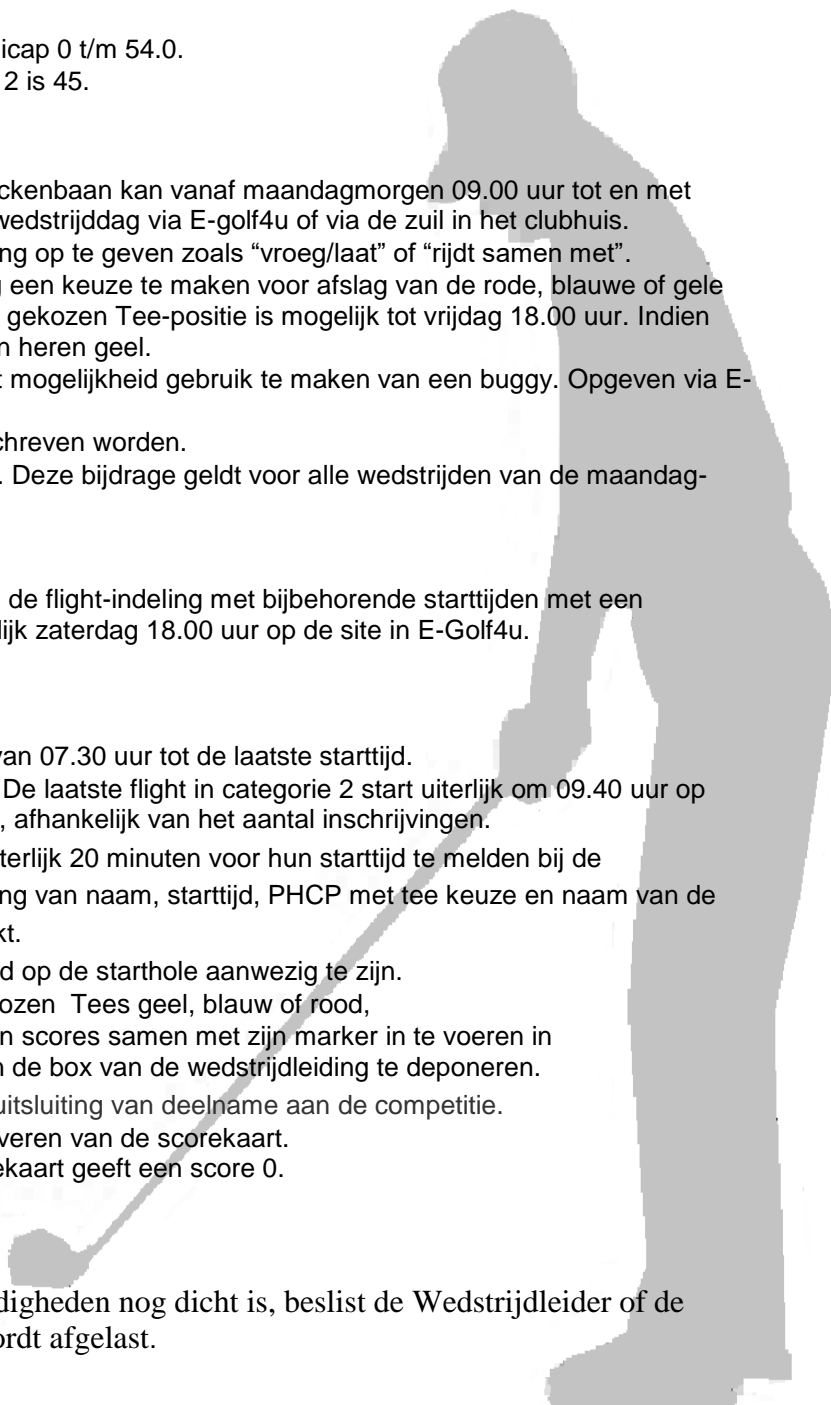 icap 0 t/m 54.0.
2 is 45.
ckenbaan kan vanaf maandagmorgen 09.00 uur tot en met
wedstrijddag via E-golf4u of via de zuil in het clubhuis.
ng op te geven zoals “vroeg/laat” of “rijdt samen met”.
g een keuze te maken voor afslag van de rode, blauwe of gele
gekozen Tee-positie is mogelijk tot vrijdag 18.00 uur. Indien
n heren geel.
t mogelijkheid gebruik te maken van een buggy. Opgeven via E-
chreven worden.
. Deze bijdrage geldt voor alle wedstrijden van de maandag-
de flight-indeling met bijbehorende starttijden met een
lijk zaterdag 18.00 uur op de site in E-Golf4u.
van 07.30 uur tot de laatste starttijd.
De laatste flight in categorie 2 start uiterlijk om 09.40 uur op
, afhankelijk van het aantal inschrijvingen.
iterlijk 20 minuten voor hun starttijd te melden bij de
ng van naam, starttijd, PHCP met tee keuze en naam van de
kt.
d op de starthole aanwezig te zijn.
ozen  Tees geel, blauw of rood,
n scores samen met zijn marker in te voeren in
n de box van de wedstrijdleiding te deponeren.
uitsluiting van deelname aan de competitie.
veren van de scorekaart.
ekaart geeft een score 0.
digheden nog dicht is, beslist de Wedstrijdleider of de
ordt afgelast.